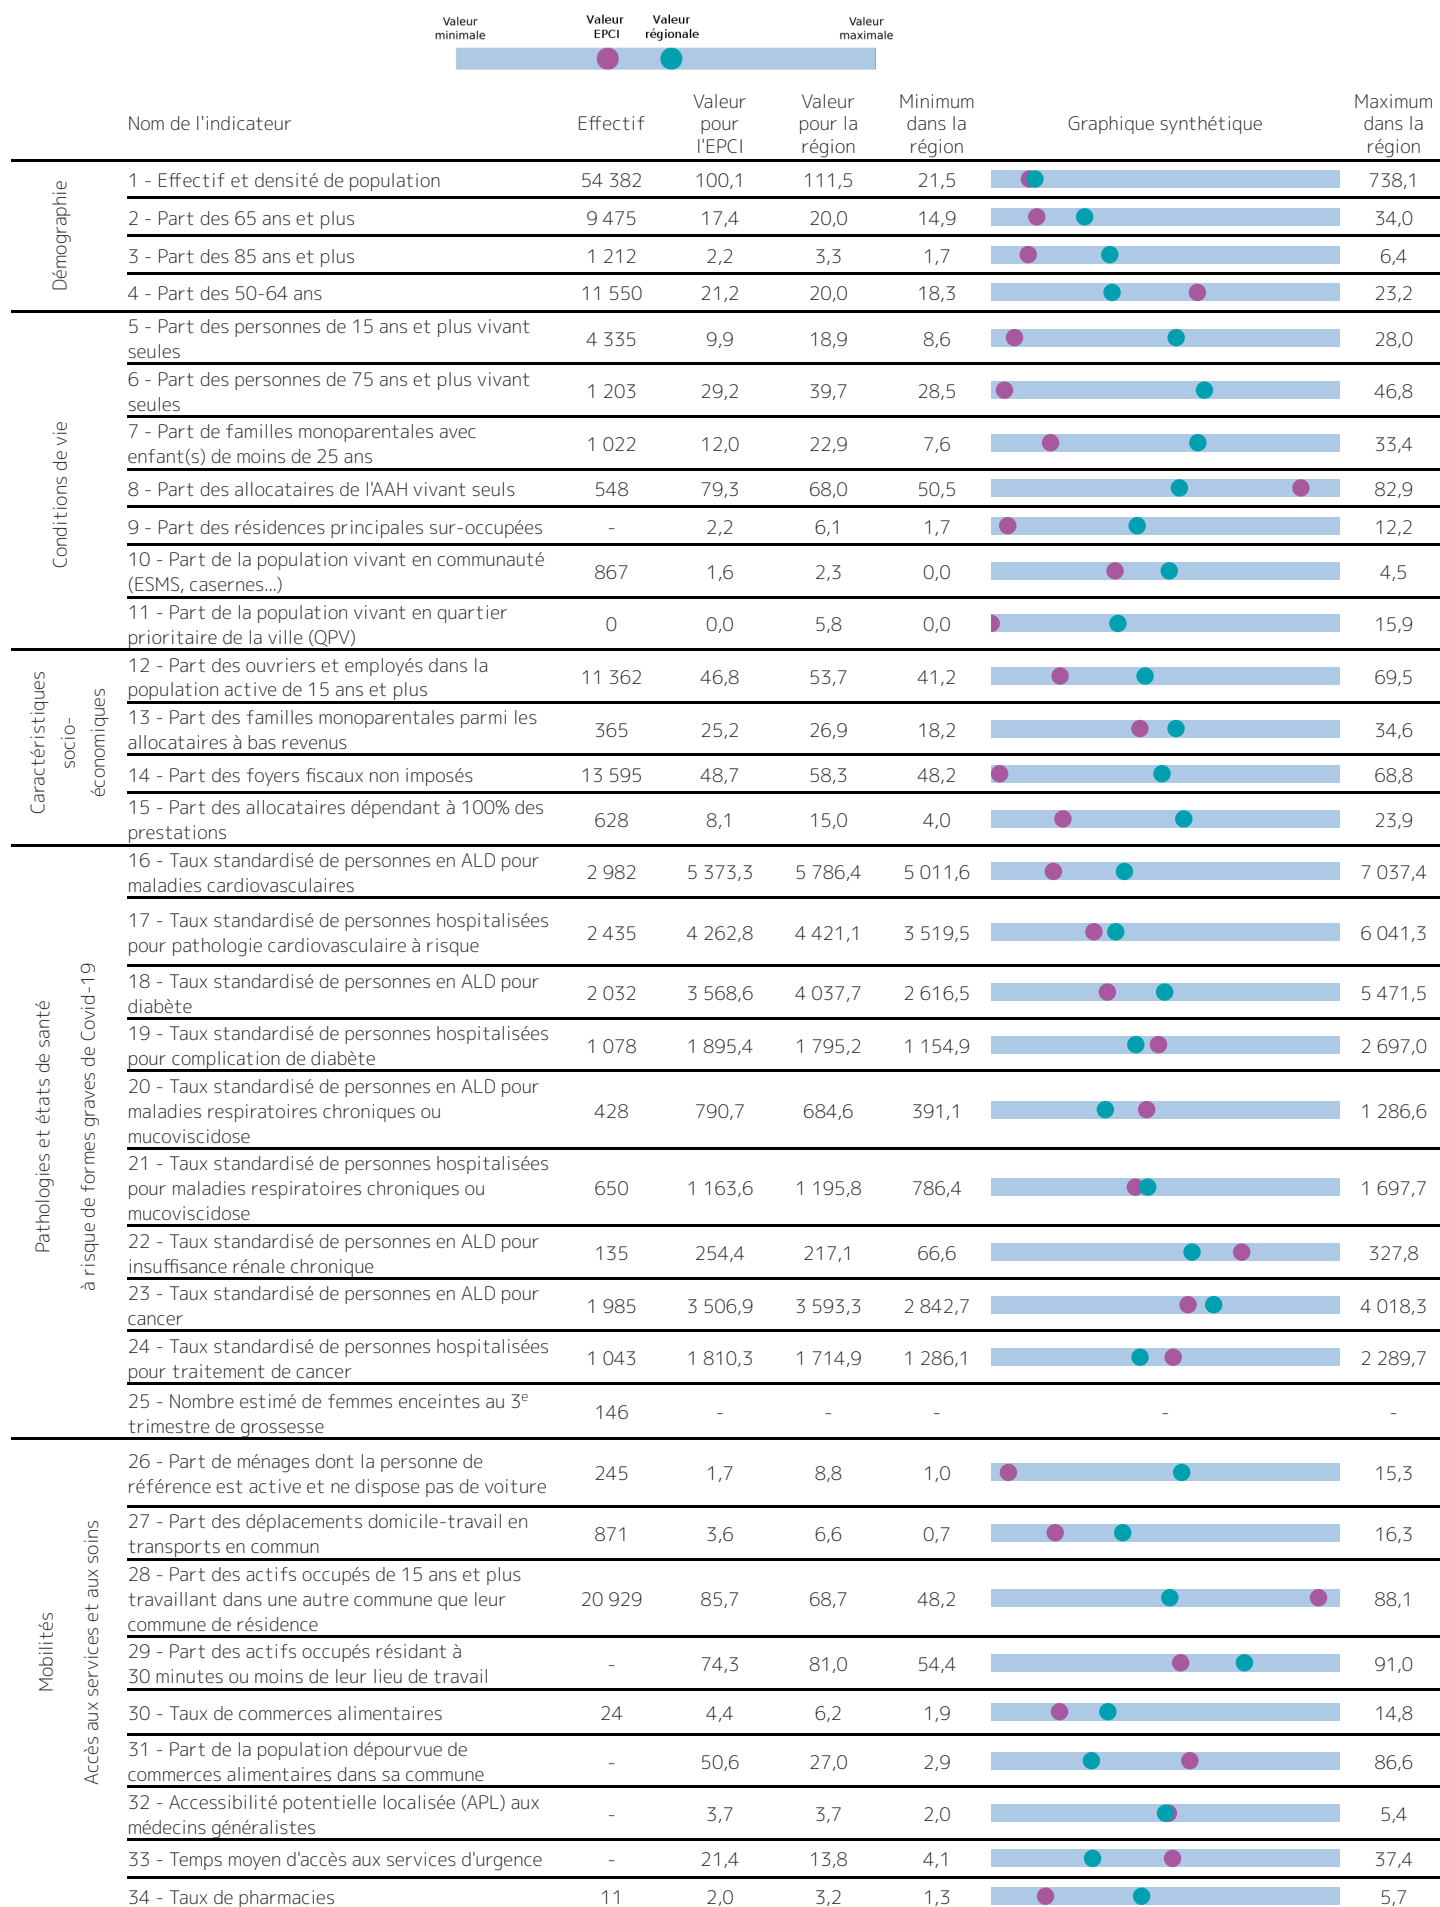 Valeur
minimale
Valeur
EPCI
Valeur
régionale
Valeur
maximale
Nom de l'indicateur
Effectif
Valeur
pour
l'EPCI
Valeur
pour la
région
Minimum
dans la
région
Graphique synthétique
Maximum
dans la
région
Démographie
1 - Effectif et densité de population 54 382 100,1 111,5 21,5 738,1
2 - Part des 65 ans et plus 9 475 17,4 20,0 14,9 34,0
3 - Part des 85 ans et plus 1 212 2,2 3,3 1,7 6,4
4 - Part des 50-64 ans 11 550 21,2 20,0 18,3 23,2
Conditions de vie
5 - Part des personnes de 15 ans et plus vivant
seules 4 335 9,9 18,9 8,6 28,0
6 - Part des personnes de 75 ans et plus vivant
seules 1 203 29,2 39,7 28,5 46,8
7 - Part de familles monoparentales avec
enfant(s) de moins de 25 ans 1 022 12,0 22,9 7,6 33,4
8 - Part des allocataires de l'AAH vivant seuls 548 79,3 68,0 50,5 82,9
9 - Part des résidences principales sur-occupées - 2,2 6,1 1,7 12,2
10 - Part de la population vivant en communauté
(ESMS, casernes...) 867 1,6 2,3 0,0 4,5
11 - Part de la population vivant en quartier
prioritaire de la ville (QPV) 0 0,0 5,8 0,0 15,9
Caractéristiques
socio-
économiques
12 - Part des ouvriers et employés dans la
population active de 15 ans et plus 11 362 46,8 53,7 41,2 69,5
13 - Part des familles monoparentales parmi les
allocataires à bas revenus 365 25,2 26,9 18,2 34,6
14 - Part des foyers fiscaux non imposés 13 595 48,7 58,3 48,2 68,8
15 - Part des allocataires dépendant à 100% des
prestations 628 8,1 15,0 4,0 23,9
Pathologies et états de santé
à risque de formes graves de Covid-19
16 - Taux standardisé de personnes en ALD pour
maladies cardiovasculaires 2 982 5 373,3 5 786,4 5 011,6 7 037,4
17 - Taux standardisé de personnes hospitalisées
pour pathologie cardiovasculaire à risque 2 435 4 262,8 4 421,1 3 519,5 6 041,3
18 - Taux standardisé de personnes en ALD pour
diabète 2 032 3 568,6 4 037,7 2 616,5 5 471,5
19 - Taux standardisé de personnes hospitalisées
pour complication de diabète 1 078 1 895,4 1 795,2 1 154,9 2 697,0
20 - Taux standardisé de personnes en ALD pour
maladies respiratoires chroniques ou
mucoviscidose 428 790,7 684,6 391,1 1 286,6
21 - Taux standardisé de personnes hospitalisées
pour maladies respiratoires chroniques ou
mucoviscidose 650 1 163,6 1 195,8 786,4 1 697,7
22 - Taux standardisé de personnes en ALD pour
insuffisance rénale chronique 135 254,4 217,1 66,6 327,8
23 - Taux standardisé de personnes en ALD pour
cancer 1 985 3 506,9 3 593,3 2 842,7 4 018,3
24 - Taux standardisé de personnes hospitalisées
pour traitement de cancer 1 043 1 810,3 1 714,9 1 286,1 2 289,7
25 - Nombre estimé de femmes enceintes au 3e
trimestre de grossesse 146 - - - - -
Mobilités
Accès aux services et aux soins
26 - Part de ménages dont la personne de
référence est active et ne dispose pas de voiture 245 1,7 8,8 1,0 15,3
27 - Part des déplacements domicile-travail en
transports en commun 871 3,6 6,6 0,7 16,3
28 - Part des actifs occupés de 15 ans et plus
travaillant dans une autre commune que leur
commune de résidence 20 929 85,7 68,7 48,2 88,1
29 - Part des actifs occupés résidant à
30 minutes ou moins de leur lieu de travail - 74,3 81,0 54,4 91,0
30 - Taux de commerces alimentaires 24 4,4 6,2 1,9 14,8
31 - Part de la population dépourvue de
commerces alimentaires dans sa commune - 50,6 27,0 2,9 86,6
32 - Accessibilité potentielle localisée (APL) aux
médecins généralistes - 3,7 3,7 2,0 5,4
33 - Temps moyen d'accès aux services d'urgence - 21,4 13,8 4,1 37,4
34 - Taux de pharmacies 11 2,0 3,2 1,3 5,7